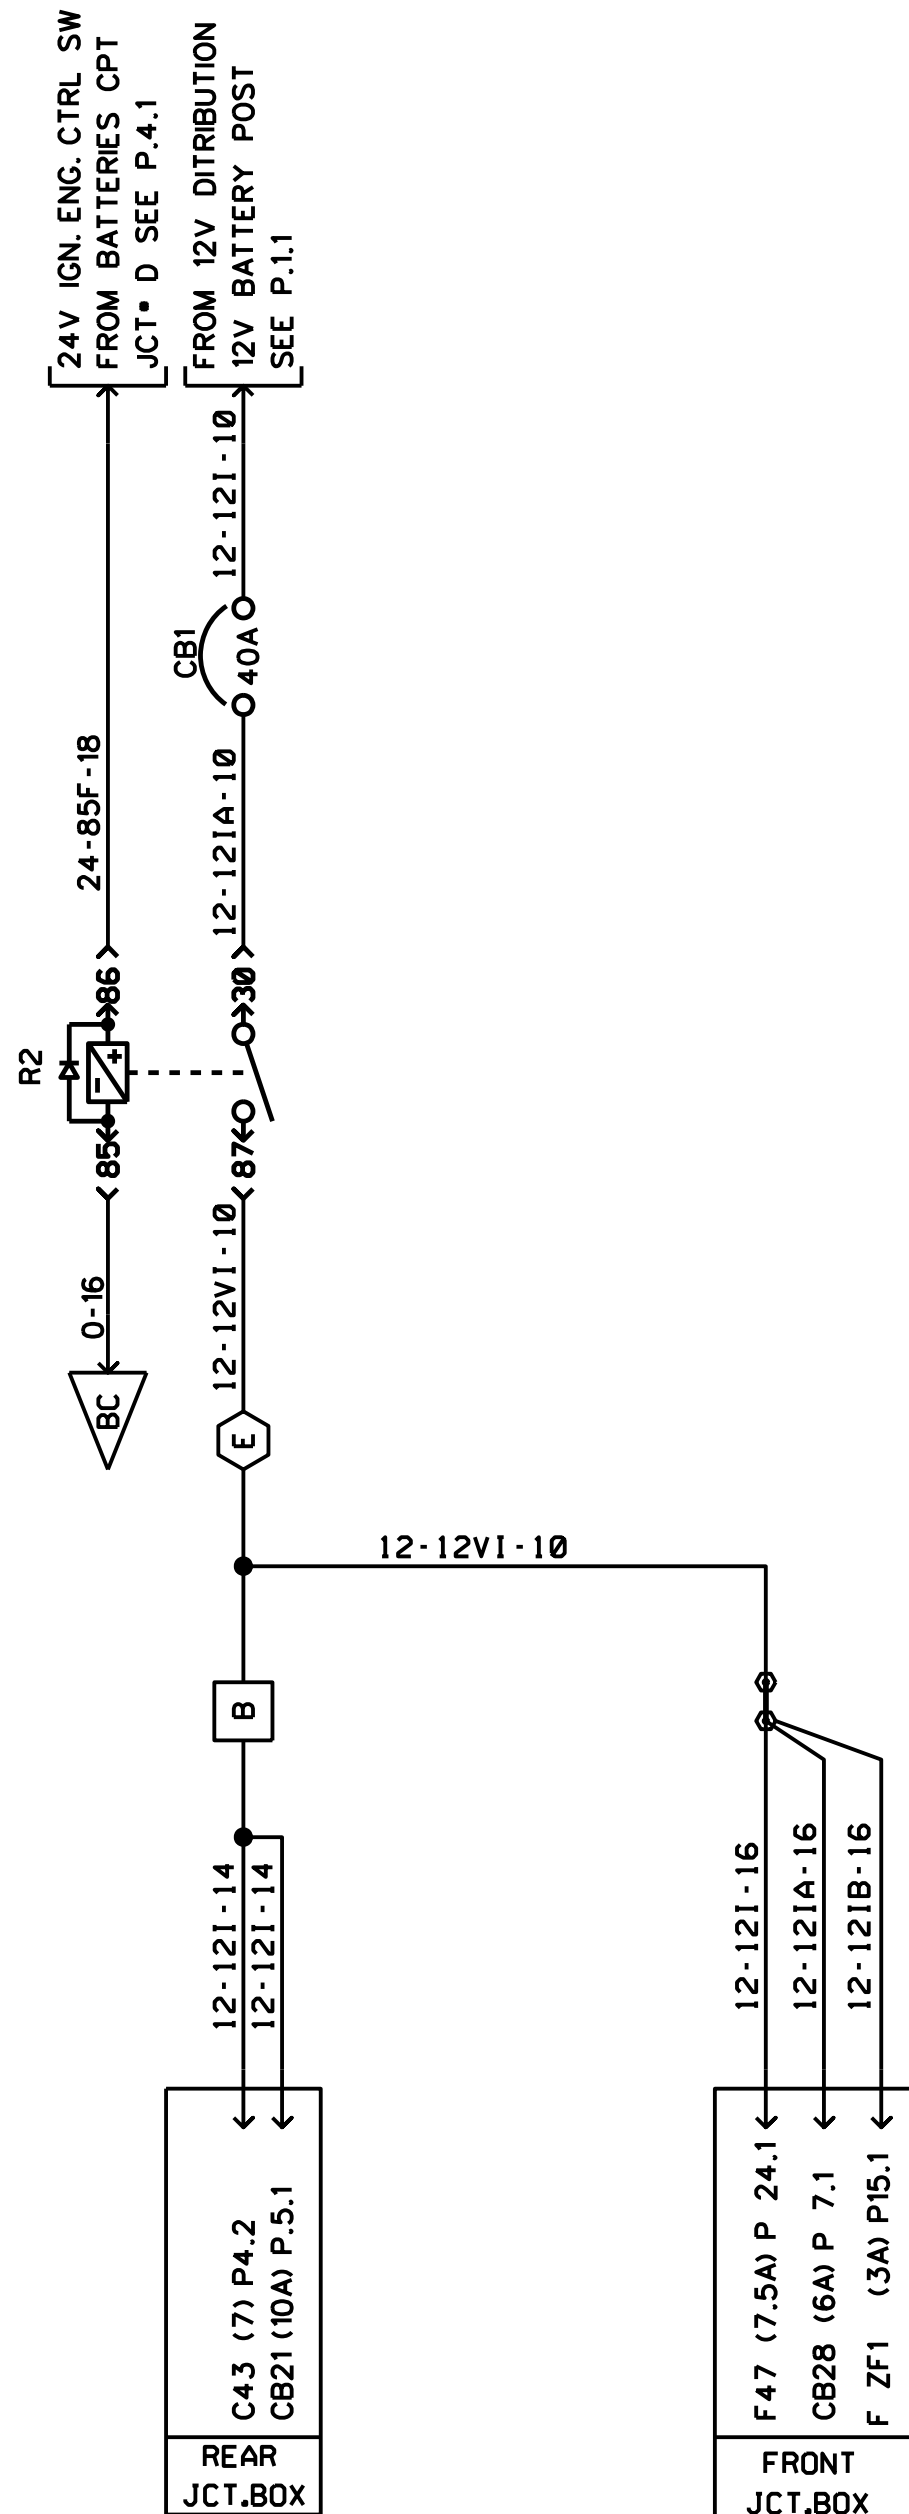 24V IGN. ENG. CTRL SW
FROM BATTERIES CPT
JCT• D SEE P.4.1
FROM 12V DITRIBUTION
12V BATTERY POST
SEE P.1.1
12-12I-10
CB1
40A
24-85F-18
12-12IA-10
86
30
R2
+
-
85
87
0-16
12-12VI-10
BC
E
12-12VI-10
B
12-12I-14
12-12I-14
12-12I-16
12-12IA-16
12-12IB-16
C43 (7) P4.2
CB21 (10A) P.5.1
F47 (7.5A) P 24.1
CB28 (6A) P 7.1
F ZF1 (3A) P15.1
REAR
JCT.BOX
FRONT
JCT.BOX